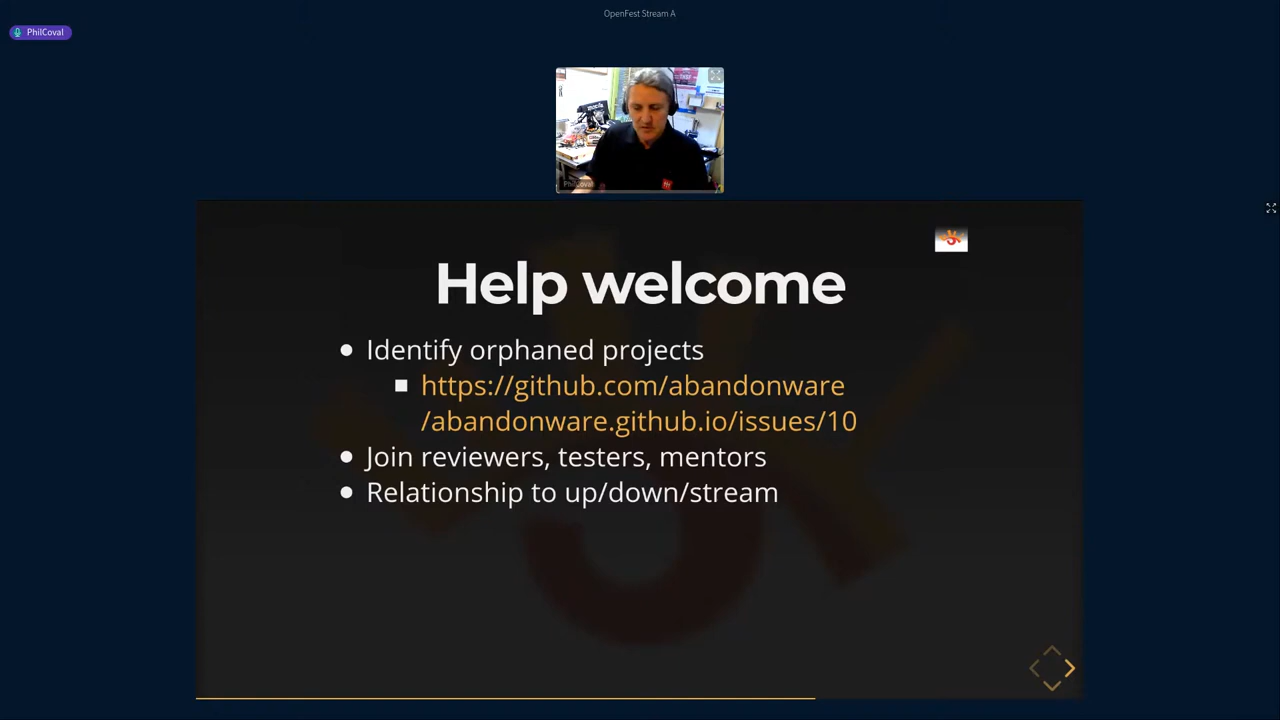 OpenFest Stream A
PhilCoval
PhilCoval
Help welcome
Identify orphaned projects
https://github.com/abandonware
/abandonware.github.io/issues/10
Join reviewers, testers, mentors
Relationship to up/down/stream